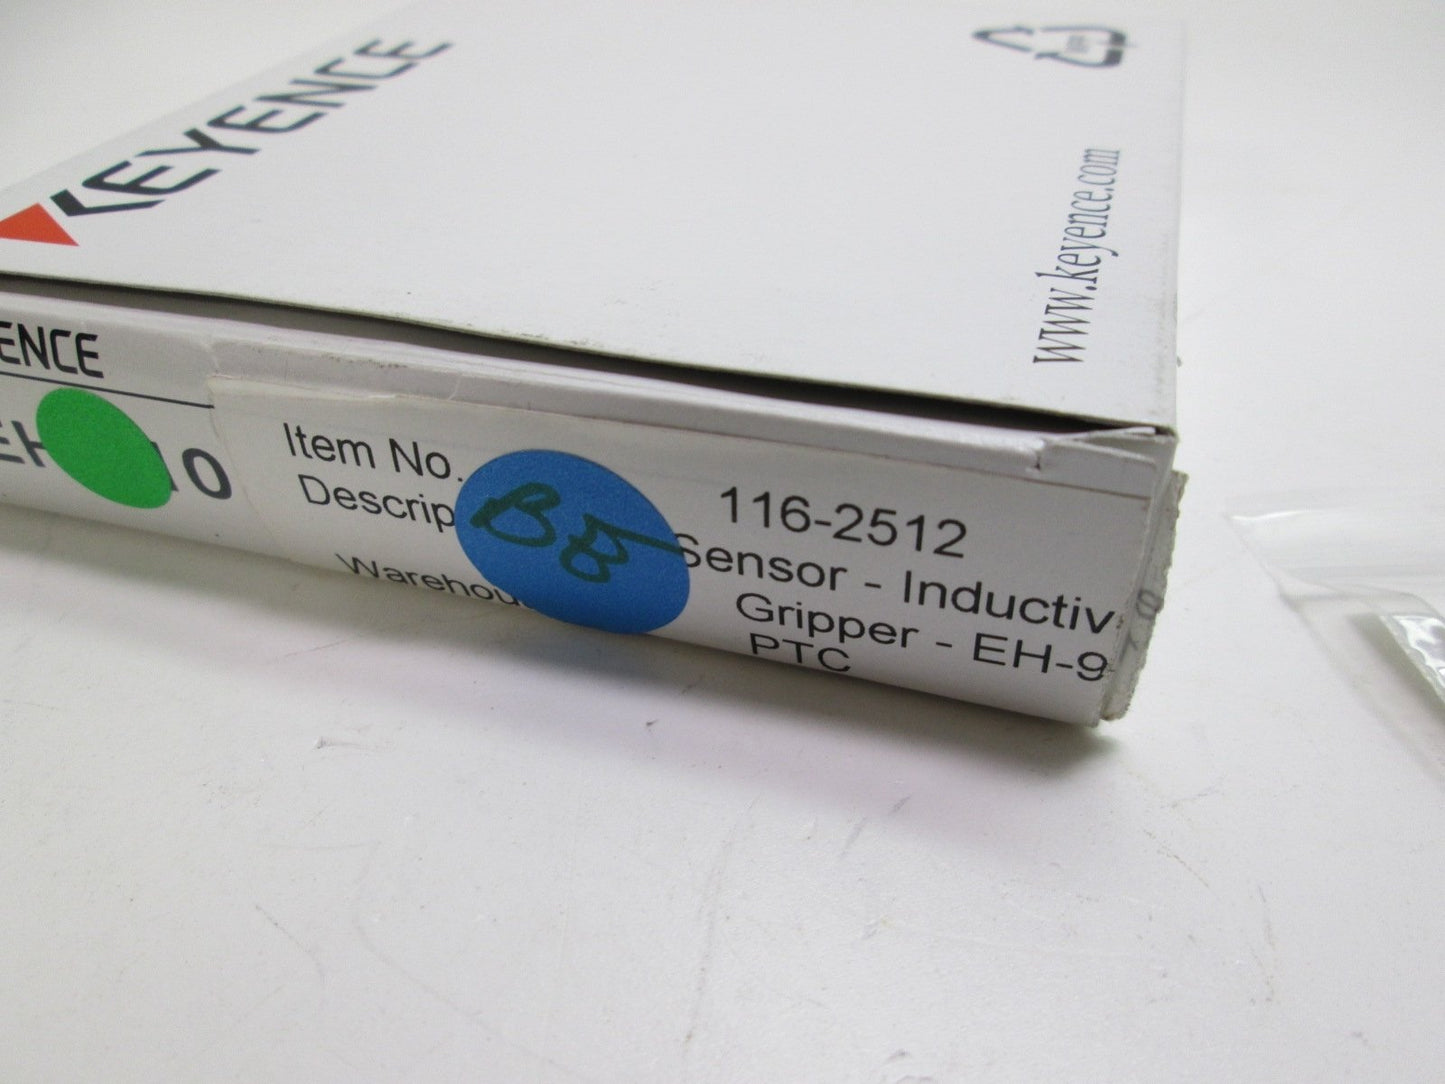 KEYENCE
www.keyence.com
ENCE
EH 10
Item No. 116-2512
Descrip Sensor - Inductiv
Gripper - EH-9
Warehou PTC
BE